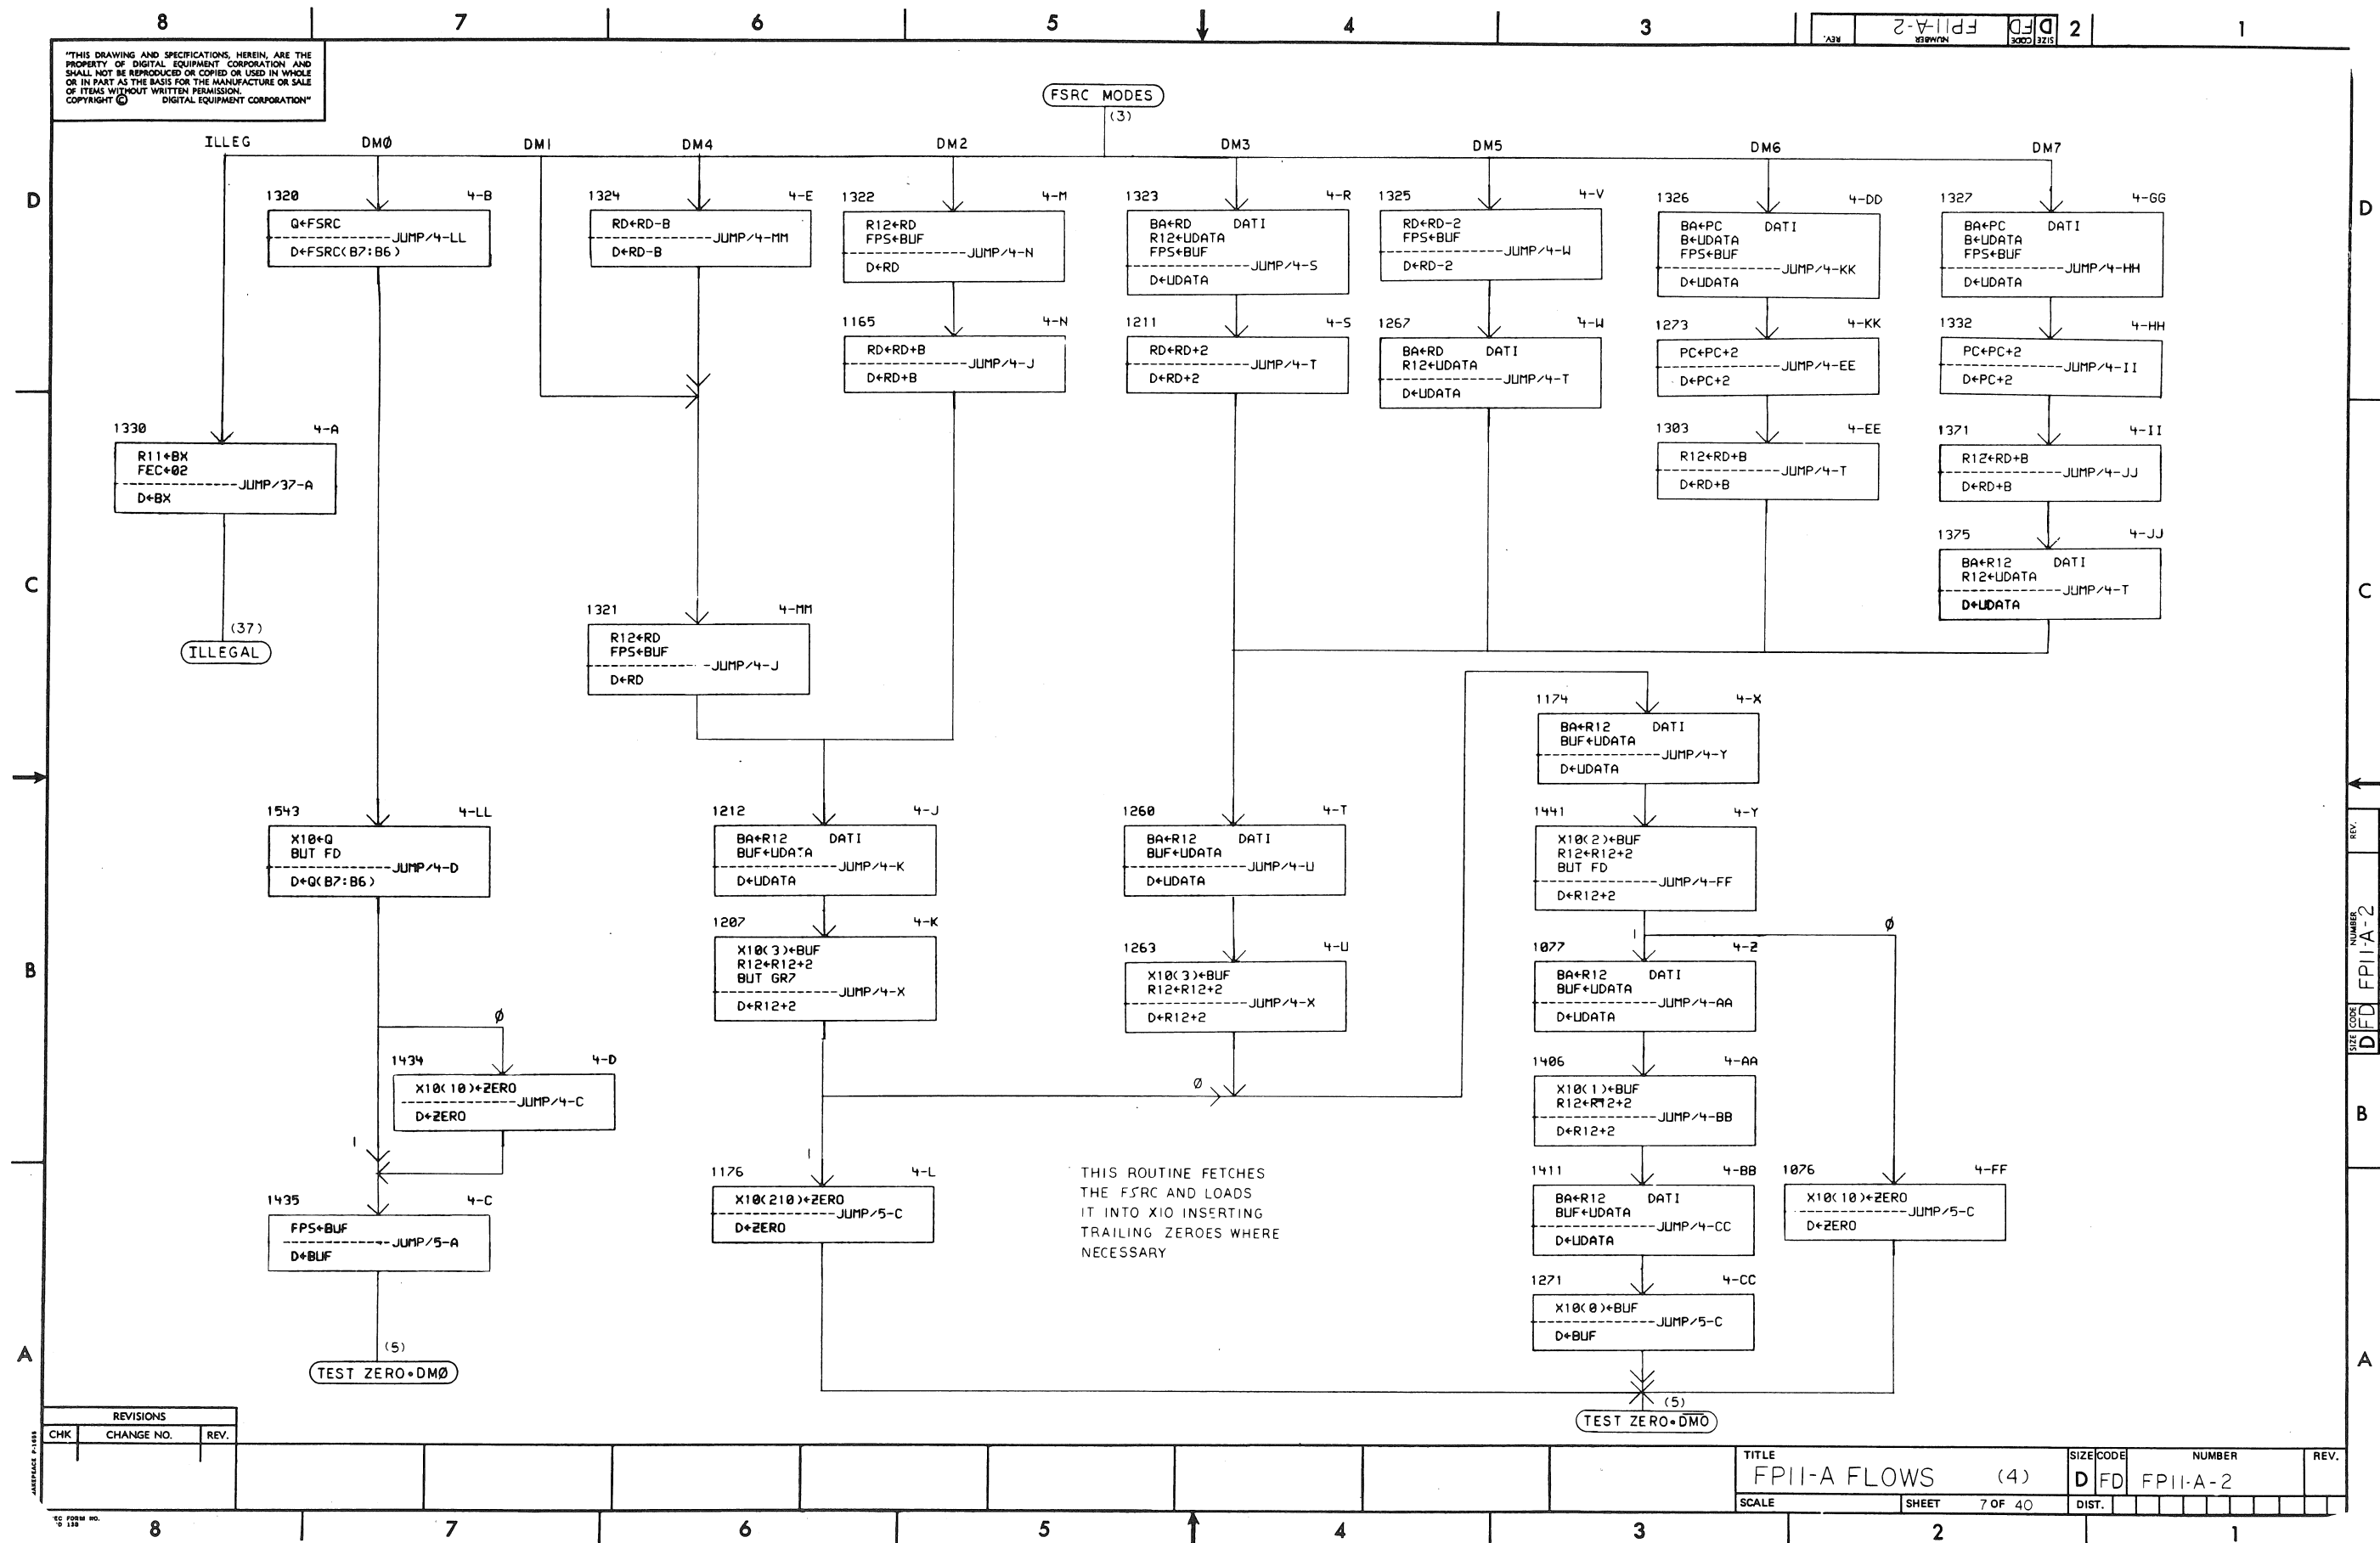 8 7 6 5 4 3 2 1
REV. NUMBER FP11-A-2 SIZE CODE D FD
"THIS DRAWING AND SPECIFICATIONS, HEREIN, ARE THE
PROPERTY OF DIGITAL EQUIPMENT CORPORATION AND
SHALL NOT BE REPRODUCED OR COPIED OR USED IN WHOLE
OR IN PART AS THE BASIS FOR THE MANUFACTURE OR SALE
OF ITEMS WITHOUT WRITTEN PERMISSION.
COPYRIGHT © DIGITAL EQUIPMENT CORPORATION"
FSRC MODES
(3)
ILLEG DMØ DM1 DM4 DM2 DM3 DM5 DM6 DM7
D
D
1320 4-B
Q←FSRC
JUMP/4-LL
D←FSRC(B7:B6)
1324 4-E
RD←RD-B
JUMP/4-MM
D←RD-B
1322 4-M
R12←RD
FPS←BUF
JUMP/4-N
D←RD
1323 4-R
BA←RD DATI
R12←UDATA
FPS←BUF
JUMP/4-S
D←UDATA
1325 4-V
RD←RD-2
FPS←BUF
JUMP/4-W
D←RD-2
1326 4-DD
BA←PC DATI
B←UDATA
FPS←BUF
JUMP/4-KK
D←UDATA
1327 4-GG
BA←PC DATI
B←UDATA
FPS←BUF
JUMP/4-HH
D←UDATA
1165 4-N
RD←RD+B
JUMP/4-J
D←RD+B
1211 4-S
RD←RD+2
JUMP/4-T
D←RD+2
1267 4-W
BA←RD DATI
R12←UDATA
JUMP/4-T
D←UDATA
1273 4-KK
PC←PC+2
JUMP/4-EE
D←PC+2
1332 4-HH
PC←PC+2
JUMP/4-II
D←PC+2
1330 4-A
R11←BX
FEC←02
JUMP/37-A
D←BX
1303 4-EE
R12←RD+B
JUMP/4-T
D←RD+B
1371 4-II
R12←RD+B
JUMP/4-JJ
D←RD+B
C
C
1375 4-JJ
BA←R12 DATI
R12←UDATA
JUMP/4-T
D←UDATA
(37)
ILLEGAL
1321 4-MM
R12←RD
FPS←BUF
JUMP/4-J
D←RD
1174 4-X
BA←R12 DATI
BUF←UDATA
JUMP/4-Y
D←UDATA
1543 4-LL
X10←Q
BUT FD
JUMP/4-D
D←Q(B7:B6)
1212 4-J
BA←R12 DATI
BUF←UDATA
JUMP/4-K
D←UDATA
1260 4-T
BA←R12 DATI
BUF←UDATA
JUMP/4-U
D←UDATA
1441 4-Y
X10(2)←BUF
R12←R12+2
BUT FD
JUMP/4-FF
D←R12+2
1 Ø
B
1207 4-K
X10(3)←BUF
R12←R12+2
BUT GR7
JUMP/4-X
D←R12+2
1263 4-U
X10(3)←BUF
R12←R12+2
JUMP/4-X
D←R12+2
1077 4-Z
BA←R12 DATI
BUF←UDATA
JUMP/4-AA
D←UDATA
REV.
NUMBER FP11-A-2
SIZE CODE D FD
Ø
1434 4-D
X10(10)←ZERO
JUMP/4-C
D←ZERO
1
Ø
1
1406 4-AA
X10(1)←BUF
R12←R12+2
JUMP/4-BB
D←R12+2
B
1435 4-C
FPS←BUF
JUMP/5-A
D←BUF
1176 4-L
X10(210)←ZERO
JUMP/5-C
D←ZERO
THIS ROUTINE FETCHES
THE FSRC AND LOADS
IT INTO X10 INSERTING
TRAILING ZEROES WHERE
NECESSARY
1411 4-BB
BA←R12 DATI
BUF←UDATA
JUMP/4-CC
D←UDATA
1076 4-FF
X10(10)←ZERO
JUMP/5-C
D←ZERO
1271 4-CC
X10(0)←BUF
JUMP/5-C
D←BUF
A
A
(5)
TEST ZERO•DMØ
(5)
TEST ZERO•D̅M̅O̅
REVISIONS
CHK CHANGE NO. REV.
TITLE
FP11-A FLOWS (4)
SIZE CODE NUMBER REV.
D FD FP11-A-2
SCALE SHEET 7 OF 40 DIST.
8 7 6 5 4 3 2 1